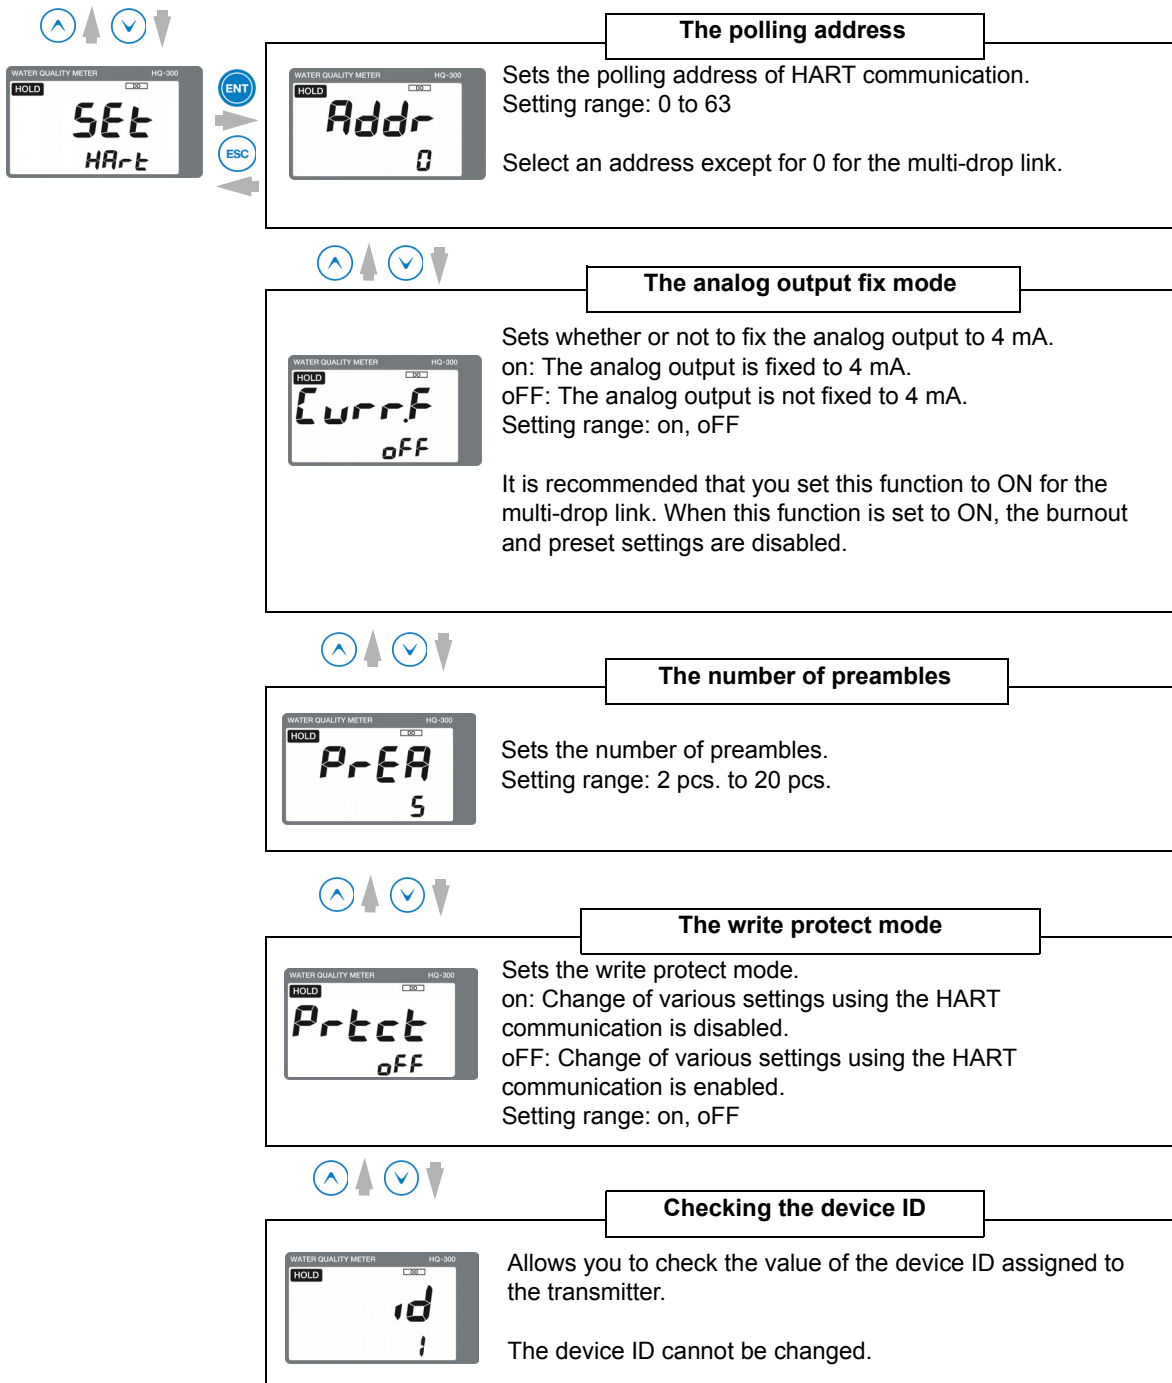 WATER QUALITY METER HQ-300
HOLD DO
SEt
HArt
ENT
ESC
The polling address
WATER QUALITY METER HQ-300
HOLD DO
Addr
0
Sets the polling address of HART communication.
Setting range: 0 to 63
Select an address except for 0 for the multi-drop link.
The analog output fix mode
WATER QUALITY METER HQ-300
HOLD DO
Curr.F
oFF
Sets whether or not to fix the analog output to 4 mA.
on: The analog output is fixed to 4 mA.
oFF: The analog output is not fixed to 4 mA.
Setting range: on, oFF
It is recommended that you set this function to ON for the
multi-drop link. When this function is set to ON, the burnout
and preset settings are disabled.
The number of preambles
WATER QUALITY METER HQ-300
HOLD DO
PrEA
5
Sets the number of preambles.
Setting range: 2 pcs. to 20 pcs.
The write protect mode
WATER QUALITY METER HQ-300
HOLD DO
Prtct
oFF
Sets the write protect mode.
on: Change of various settings using the HART
communication is disabled.
oFF: Change of various settings using the HART
communication is enabled.
Setting range: on, oFF
Checking the device ID
WATER QUALITY METER HQ-300
HOLD DO
id
1
Allows you to check the value of the device ID assigned to
the transmitter.
The device ID cannot be changed.